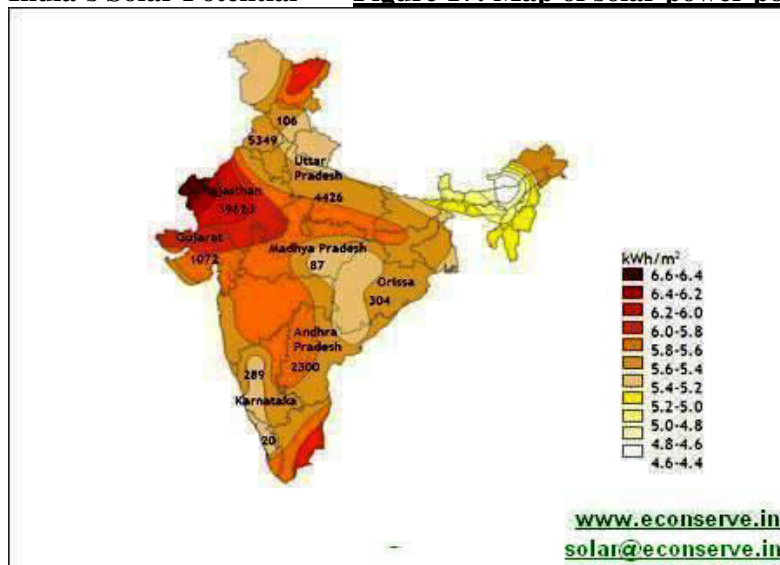 106
5349
Uttar
Pradesh
4426
Rajasthan
Gujarat
1072
Madhya Pradesh
87
Orissa
304
Andhra
Pradesh
2300
289
Karnataka
20
kWh/m²
6.6-6.4
6.4-6.2
6.2-6.0
6.0-5.8
5.8-5.6
5.6-5.4
5.4-5.2
5.2-5.0
5.0-4.8
4.8-4.6
4.6-4.4
www.econserve.in
solar@econserve.in